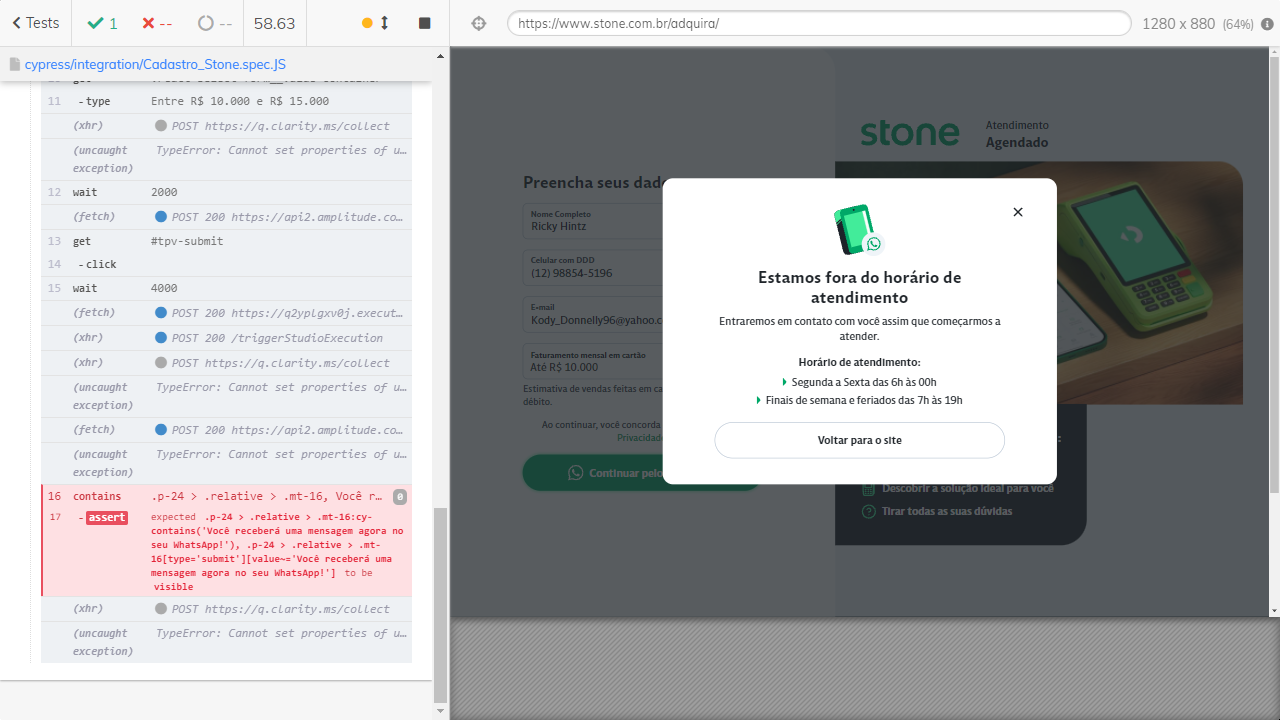 Tests
1
--
--
58.63
https://www.stone.com.br/adquira/
1280 x 880 (64%)
cypress/integration/Cadastro_Stone.spec.JS
11 -type Entre R$ 10.000 e R$ 15.000
(xhr) POST https://q.clarity.ms/collect
(uncaught exception) TypeError: Cannot set properties of u…
12 wait 2000
(fetch) POST 200 https://api2.amplitude.co…
13 get #tpv-submit
14 -click
15 wait 4000
(fetch) POST 200 https://q2yplgxv0j.execut…
(xhr) POST 200 /triggerStudioExecution
(xhr) POST https://q.clarity.ms/collect
(uncaught exception) TypeError: Cannot set properties of u…
(fetch) POST 200 https://api2.amplitude.co…
(uncaught exception) TypeError: Cannot set properties of u…
16 contains .p-24 > .relative > .mt-16, Você r… 0
17 -assert expected .p-24 > .relative > .mt-16:cy-
contains('Você receberá uma mensagem agora no
seu WhatsApp!'), .p-24 > .relative > .mt-
16[type='submit'][value~='Você receberá uma
mensagem agora no seu WhatsApp!'] to be
visible
(xhr) POST https://q.clarity.ms/collect
(uncaught exception) TypeError: Cannot set properties of u…
stone
Atendimento
Agendado
Preencha seus dado
Nome Completo
Ricky Hintz
Celular com DDD
(12) 98854-5196
E-mail
Kody_Donnelly96@yahoo.c
Faturamento mensal em cartão
Até R$ 10.000
Estimativa de vendas feitas em ca
débito.
Ao continuar, você concorda
Privacidade
Continuar pelo
Estamos fora do horário de
atendimento
Entraremos em contato com você assim que começarmos a
atender.
Horário de atendimento:
Segunda a Sexta das 6h às 00h
Finais de semana e feriados das 7h às 19h
Voltar para o site
Descobrir a solução ideal para você
Tirar todas as suas dúvidas